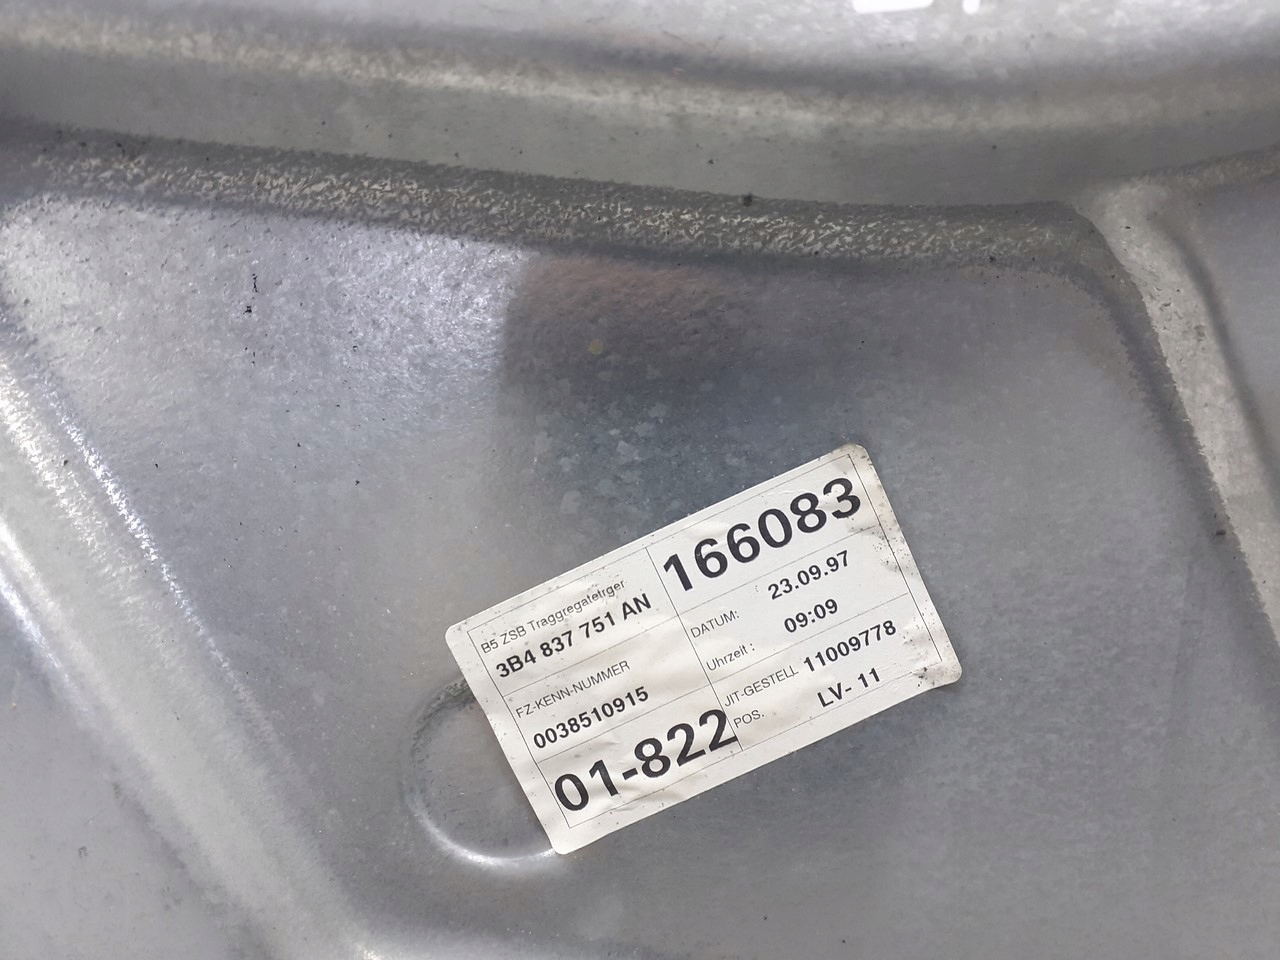 B5 ZSB Traggregatetrger
3B4 837 751 AN
FZ-KENN-NUMMER
0038510915
01-822
166083
DATUM: 23.09.97
Uhrzeit : 09:09
JIT-GESTELL 11009778
POS. LV- 11